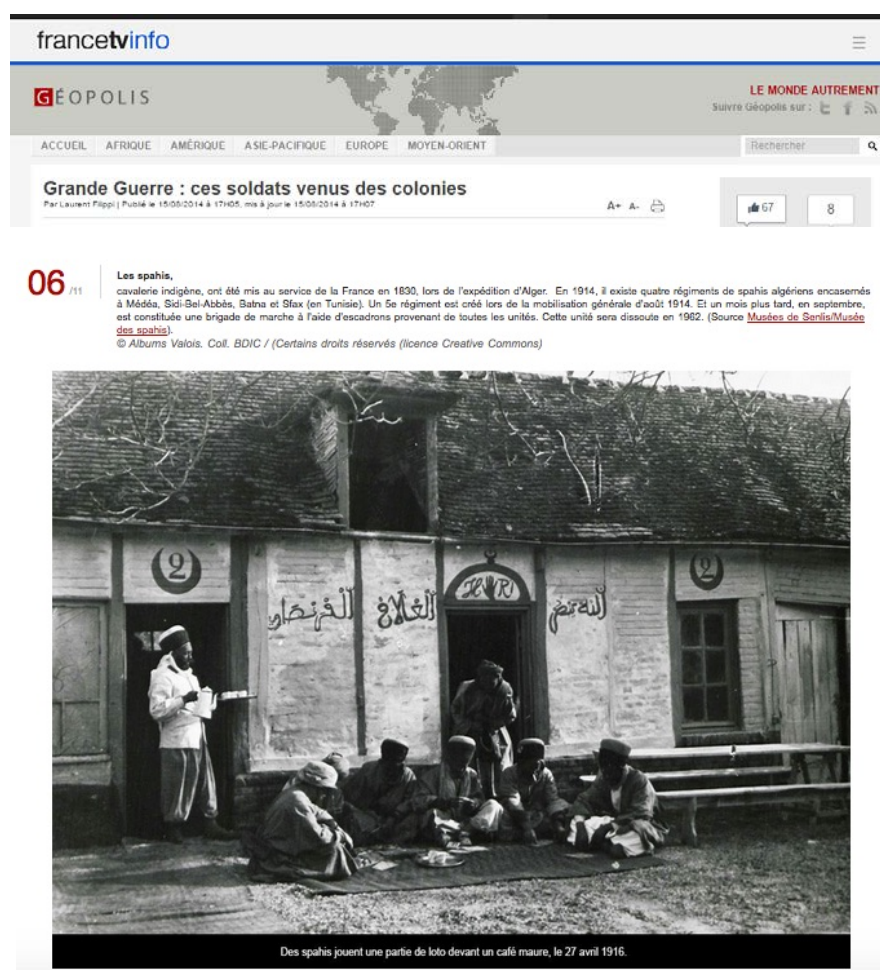 francetvinfo
GÉOPOLIS
LE MONDE AUTREMENT
Suivre Géopolis sur :
ACCUEIL AFRIQUE AMÉRIQUE ASIE-PACIFIQUE EUROPE MOYEN-ORIENT
Rechercher
Grande Guerre : ces soldats venus des colonies
Par Laurent Filippi | Publié le 15/08/2014 à 17H05, mis à jour le 15/08/2014 à 17H07
A+ A-
67
8
06 /11
Les spahis,
cavalerie indigène, ont été mis au service de la France en 1830, lors de l'expédition d'Alger. En 1914, il existe quatre régiments de spahis algériens encasernés
à Médéa, Sidi-Bel-Abbès, Batna et Sfax (en Tunisie). Un 5e régiment est créé lors de la mobilisation générale d'août 1914. Et un mois plus tard, en septembre,
est constituée une brigade de marche à l'aide d'escadrons provenant de toutes les unités. Cette unité sera dissoute en 1962. (Source Musées de Senlis/Musée
des spahis).
© Albums Valois. Coll. BDIC / (Certains droits réservés (licence Creative Commons)
2
2
Des spahis jouent une partie de loto devant un café maure, le 27 avril 1916.